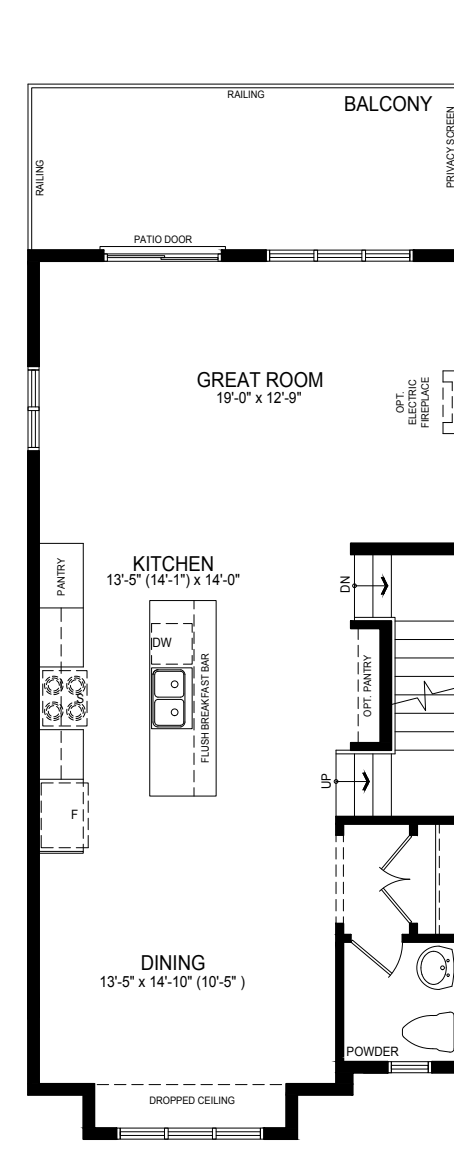 RAILING
BALCONY
PRIVACY SCREEN
RAILING
PATIO DOOR
GREAT ROOM
19'-0" x 12'-9"
OPT.
ELECTRIC
FIREPLACE
KITCHEN
13'-5" (14'-1") x 14'-0"
PANTRY
DN
DW
FLUSH BREAKFAST BAR
OPT. PANTRY
S
UP
F
DINING
13'-5" x 14'-10" (10'-5" )
POWDER
DROPPED CEILING